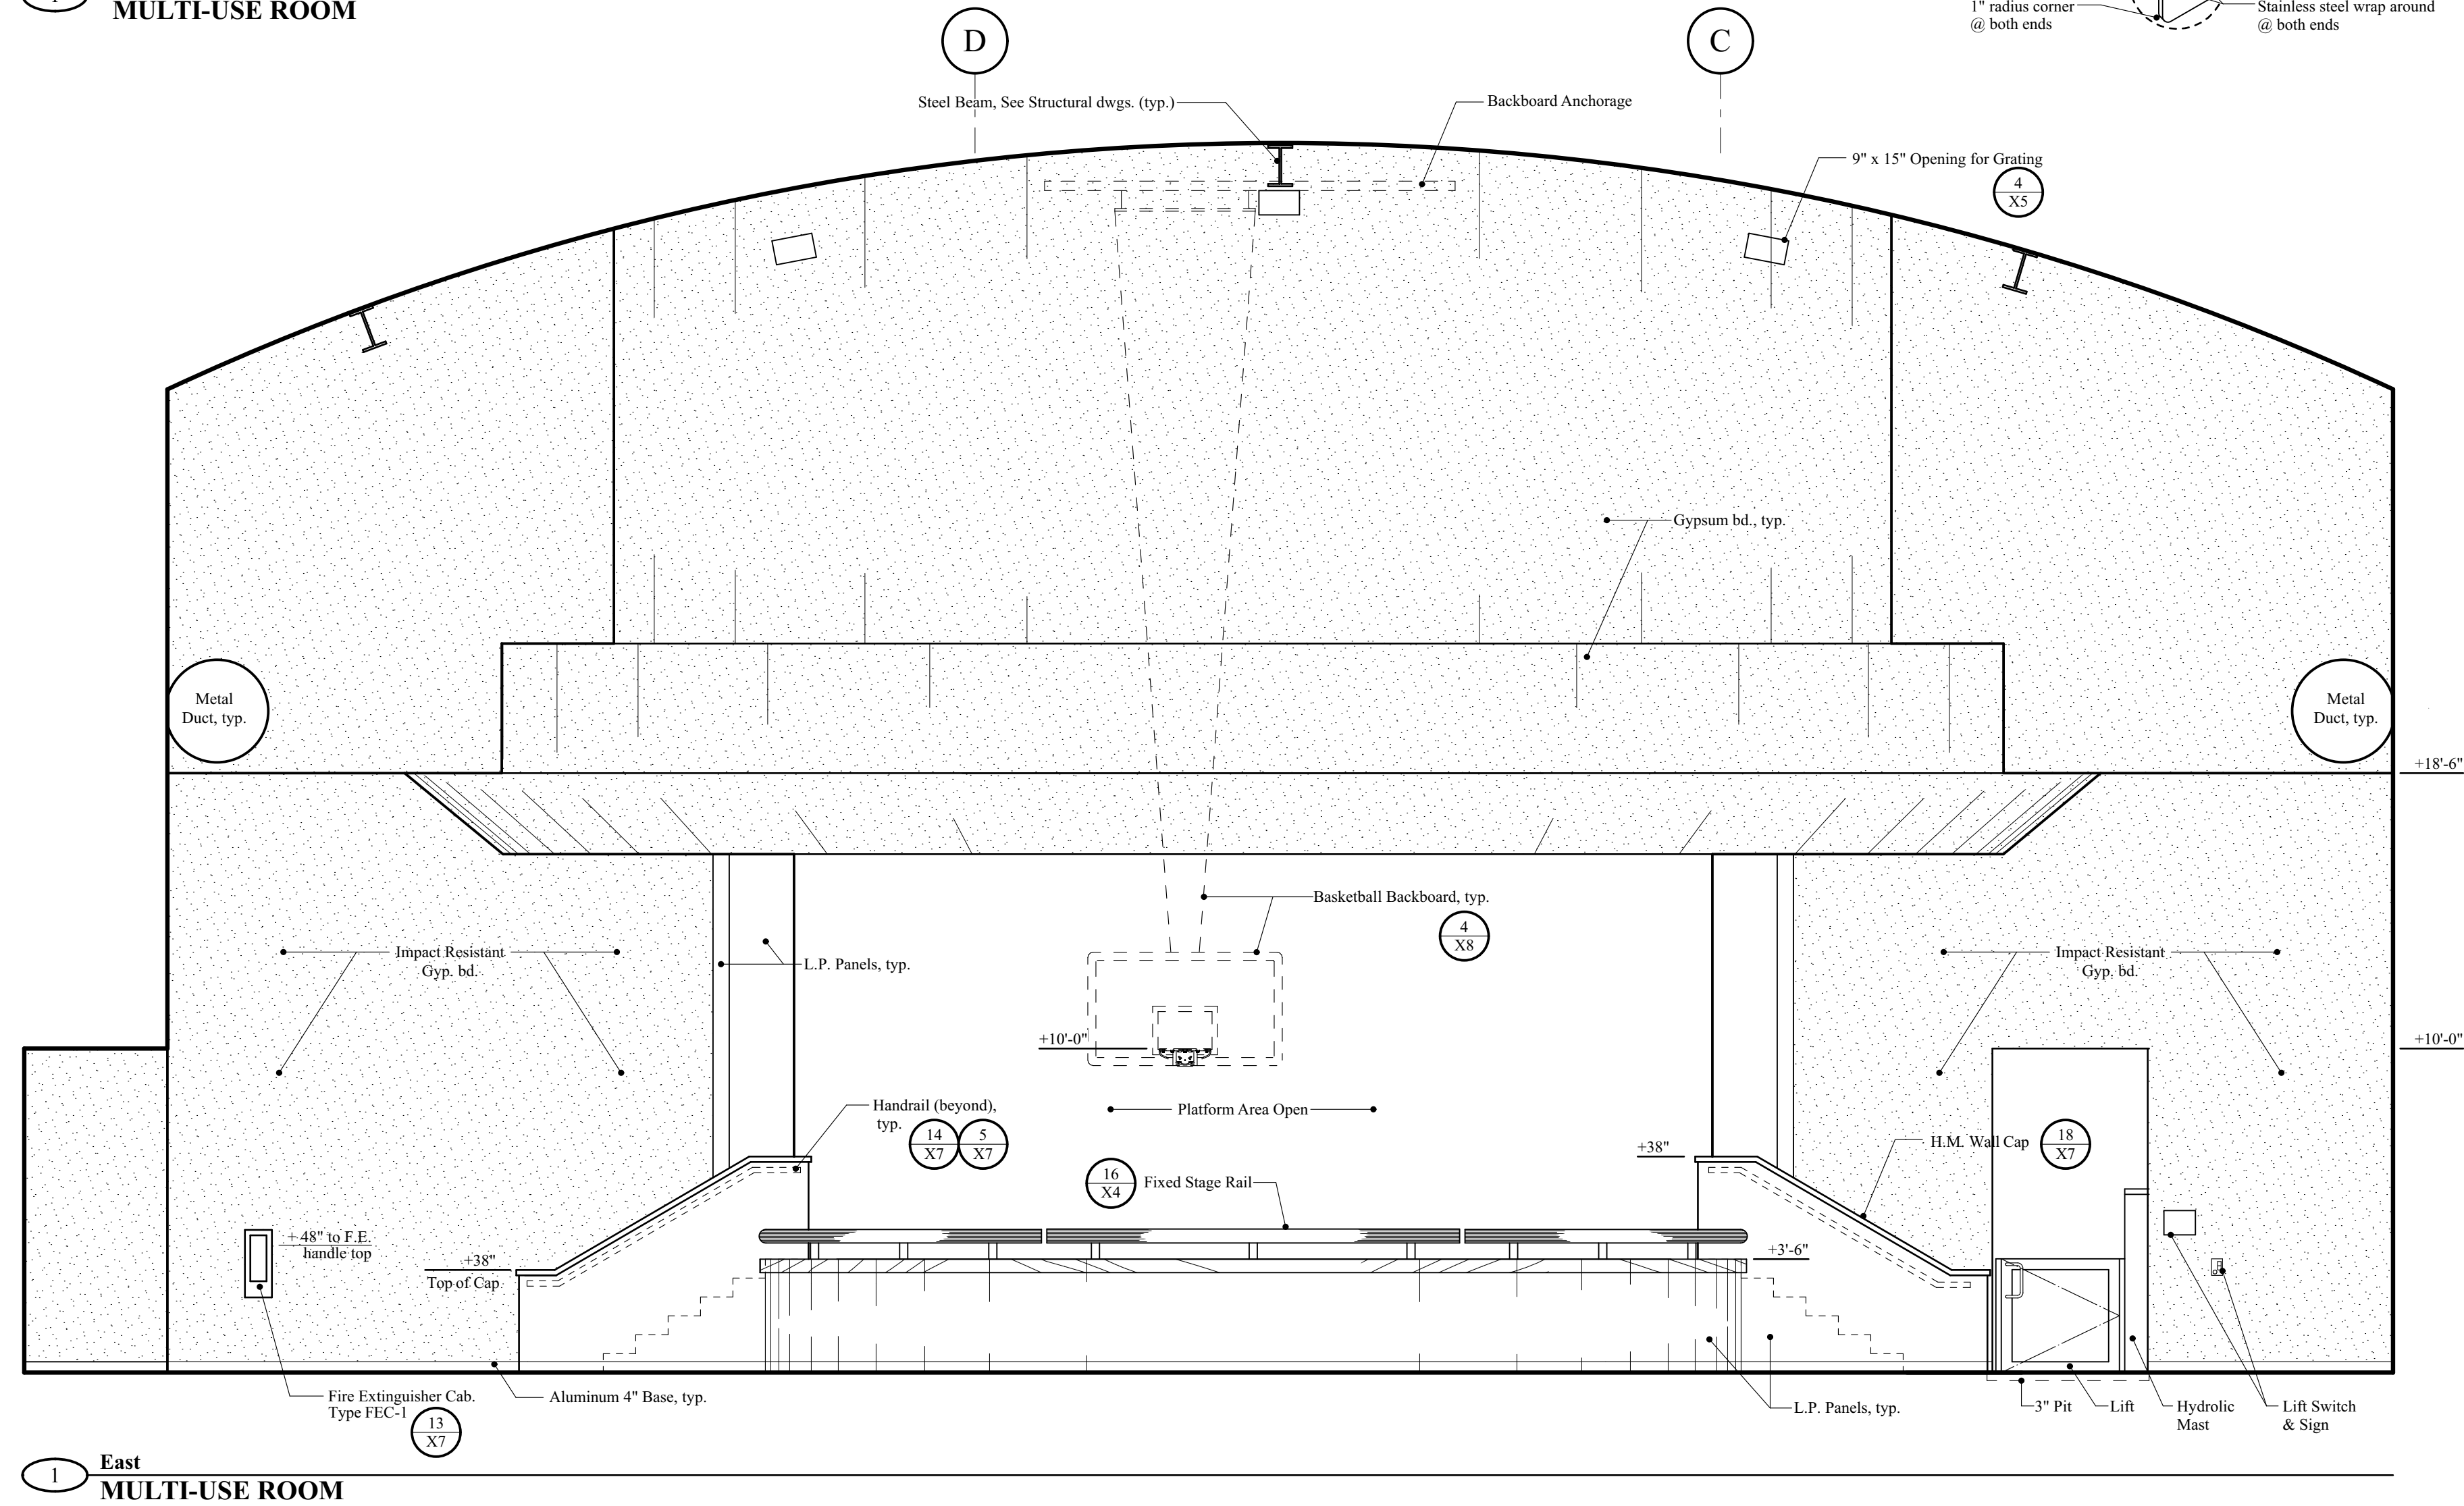 MULTI-USE ROOM
1" radius corner
@ both ends
Stainless steel wrap around
@ both ends
D
C
Steel Beam, See Structural dwgs. (typ.)
Backboard Anchorage
9" x 15" Opening for Grating
4
X5
Gypsum bd., typ.
Metal
Duct, typ.
Metal
Duct, typ.
+18'-6"
Basketball Backboard, typ.
4
X8
Impact Resistant
Gyp. bd.
L.P. Panels, typ.
Impact Resistant
Gyp. bd.
+10'-0"
+10'-0"
Handrail (beyond),
typ.
14
X7
5
X7
Platform Area Open
+38"
H.M. Wall Cap
18
X7
16
X4
Fixed Stage Rail
+ 48" to F.E.
handle top
+38"
Top of Cap
+3'-6"
Fire Extinguisher Cab.
Type FEC-1
13
X7
Aluminum 4" Base, typ.
L.P. Panels, typ.
3" Pit
Lift
Hydrolic
Mast
Lift Switch
& Sign
1
East
MULTI-USE ROOM